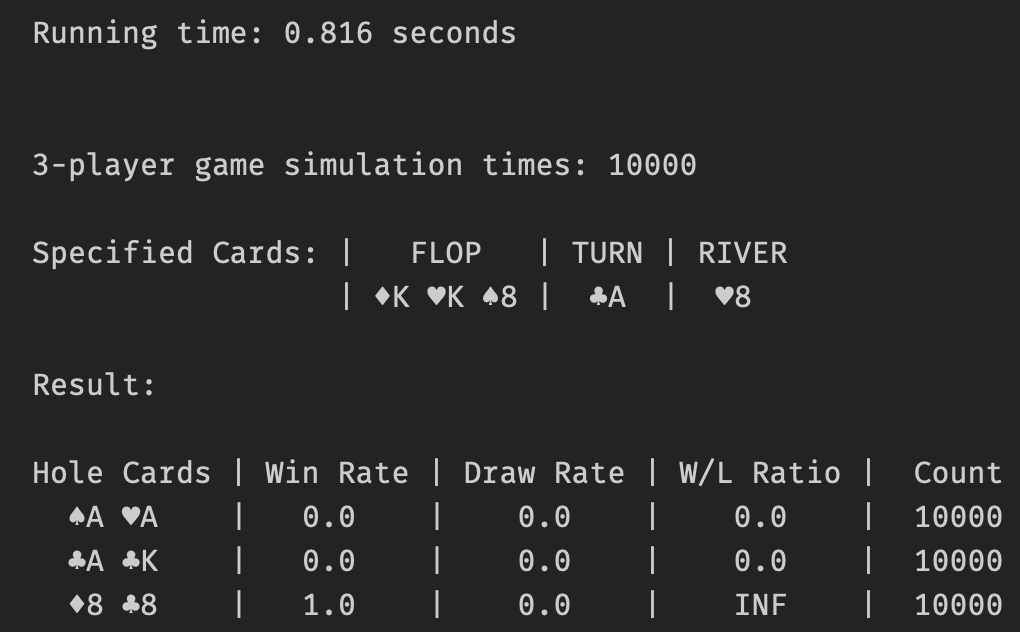 Running time: 0.816 seconds
3-player game simulation times: 10000
Specified Cards: |   FLOP   | TURN | RIVER
| ♦K ♥K ♠8 |  ♣A  |  ♥8
Result:
Hole Cards | Win Rate | Draw Rate | W/L Ratio |  Count
♠A ♥A    |   0.0    |    0.0    |    0.0    |  10000
♣A ♣K    |   0.0    |    0.0    |    0.0    |  10000
♦8 ♣8    |   1.0    |    0.0    |    INF    |  10000